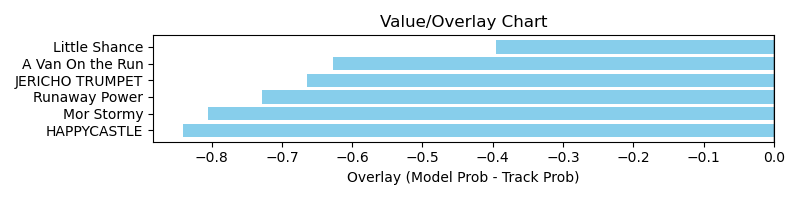 Value/Overlay Chart
Little Shance
A Van On the Run
JERICHO TRUMPET
Runaway Power
Mor Stormy
HAPPYCASTLE
−0.8 −0.7 −0.6 −0.5 −0.4 −0.3 −0.2 −0.1 0.0
Overlay (Model Prob - Track Prob)